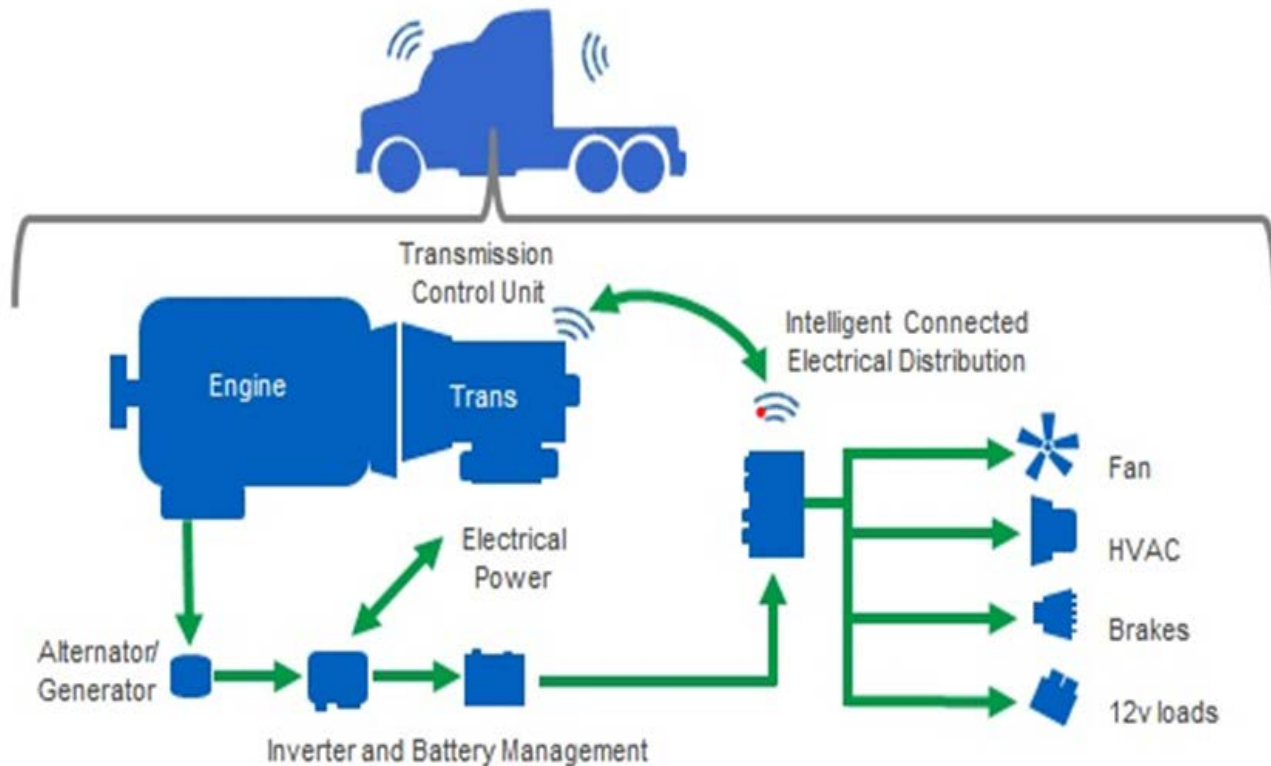 Transmission
Control Unit
Intelligent Connected
Electrical Distribution
Engine
Trans
Fan
Electrical
Power
HVAC
Brakes
Alternator/
Generator
12v loads
Inverter and Battery Management